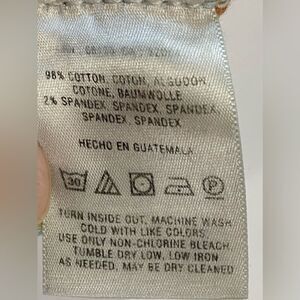 98% COTTON, COTON, ALGODON
COTONE, BAUMWOLLE
2% SPANDEX, SPANDEX, SPANDEX,
SPANDEX, SPANDEX
HECHO EN GUATEMALA
30
P
TURN INSIDE OUT, MACHINE WASH
COLD WITH LIKE COLORS,
USE ONLY NON-CHLORINE BLEACH,
TUMBLE DRY LOW, LOW IRON
AS NEEDED, MAY BE DRY CLEANED